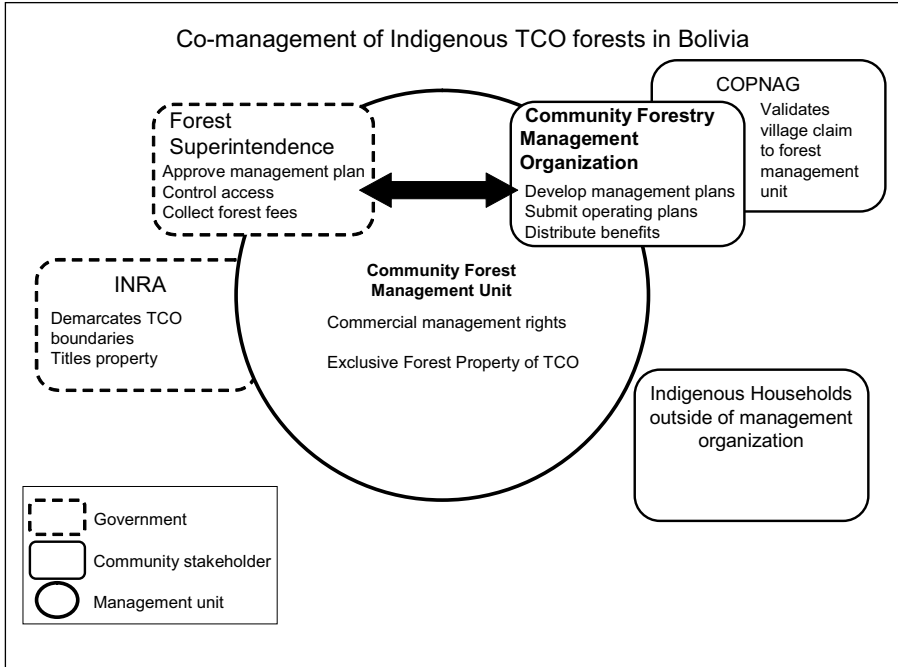 Co-management of Indigenous TCO forests in Bolivia
Forest
Superintendence
Approve management plan
Control access
Collect forest fees
Community Forestry
Management
Organization
Develop management plans
Submit operating plans
Distribute benefits
COPNAG
Validates
village claim
to forest
management
unit
INRA
Demarcates TCO
boundaries
Titles property
Community Forest
Management Unit
Commercial management rights
Exclusive Forest Property of TCO
Indigenous Households
outside of management
organization
Government
Community stakeholder
Management unit